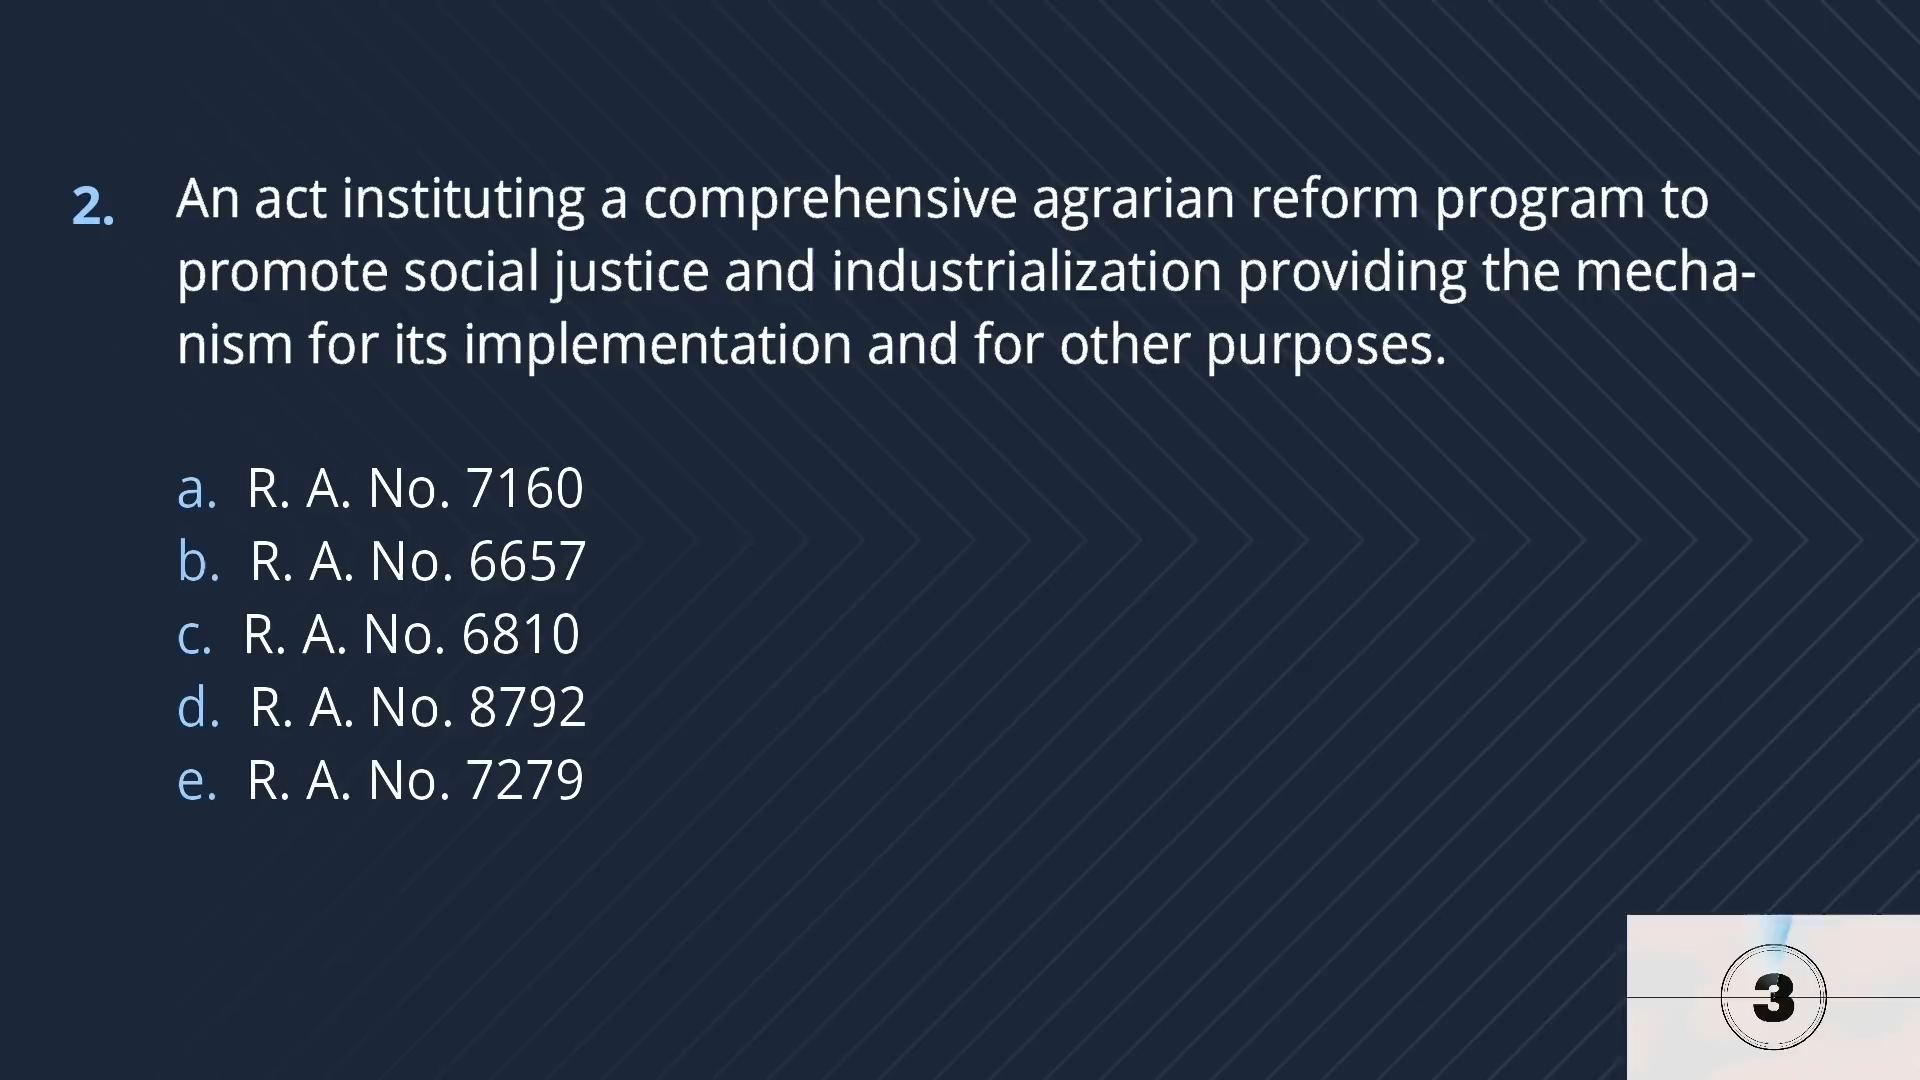 2. An act instituting a comprehensive agrarian reform program to
promote social justice and industrialization providing the mecha-
nism for its implementation and for other purposes.
a. R. A. No. 7160
b. R. A. No. 6657
c. R. A. No. 6810
d. R. A. No. 8792
e. R. A. No. 7279
3